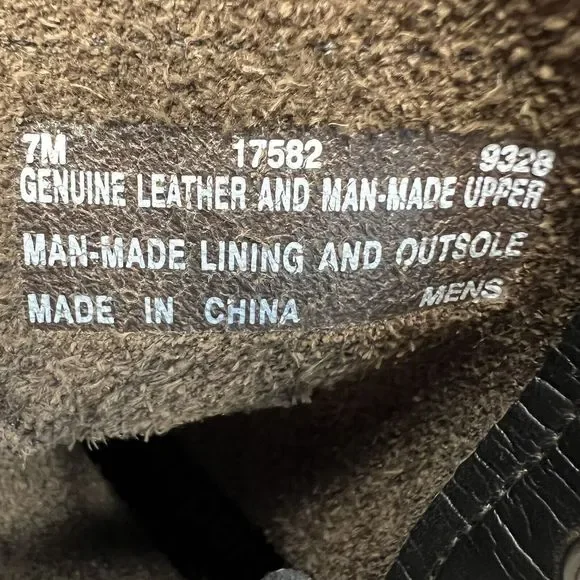 7M 17582 9328
GENUINE LEATHER AND MAN-MADE UPPER
MAN-MADE LINING AND OUTSOLE
MADE IN CHINA MENS